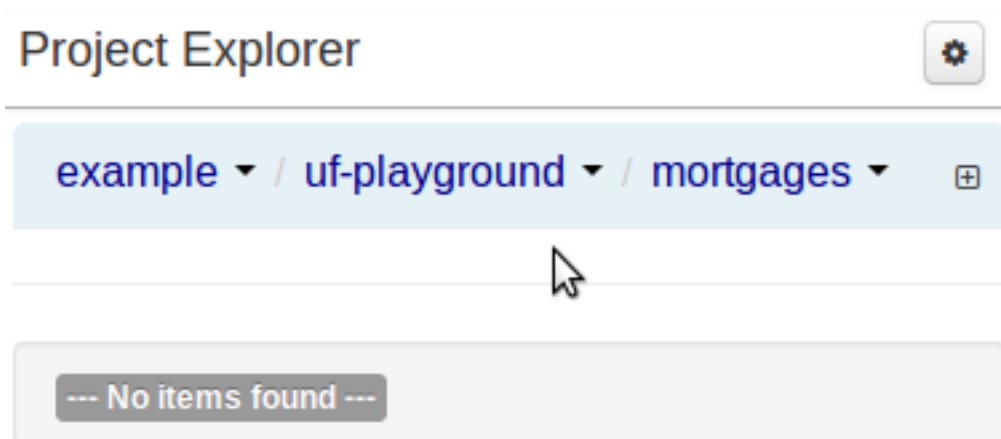 Project Explorer
example / uf-playground / mortgages
--- No items found ---